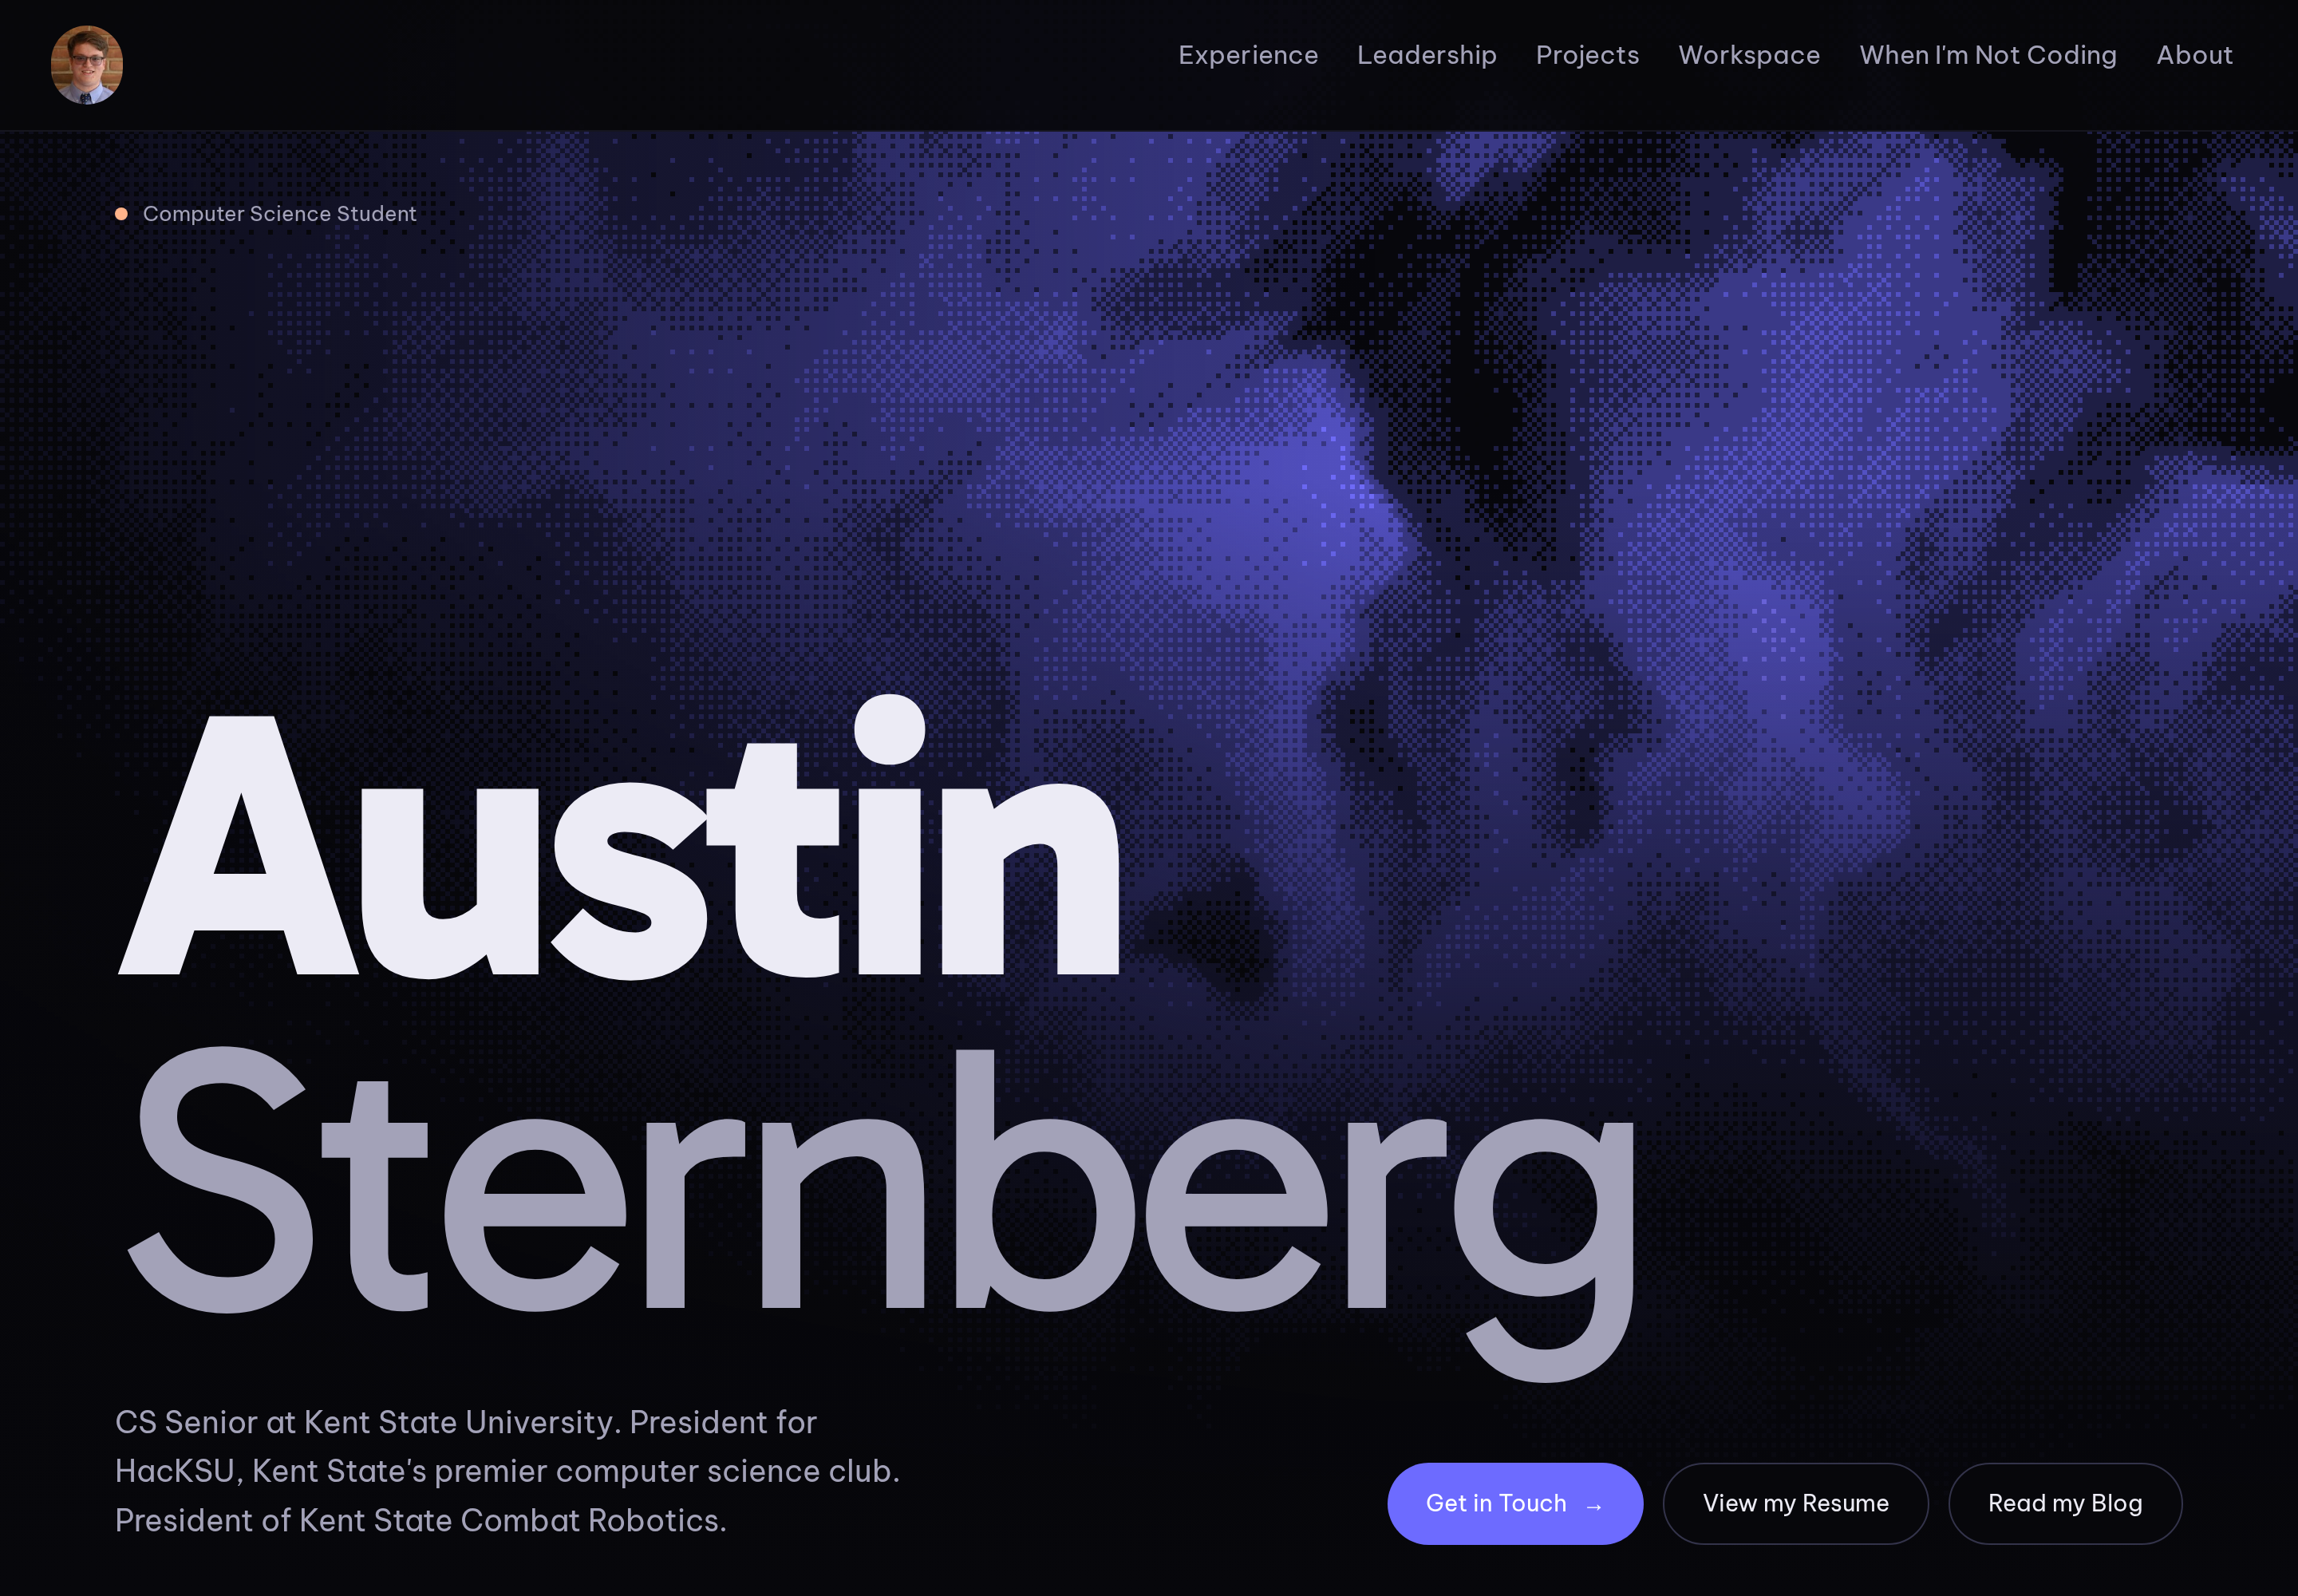 Experience Leadership Projects Workspace When I'm Not Coding About
Computer Science Student
Austin
Sternberg
CS Senior at Kent State University. President for
HacKSU, Kent State's premier computer science club.
President of Kent State Combat Robotics.
Get in Touch →
View my Resume
Read my Blog